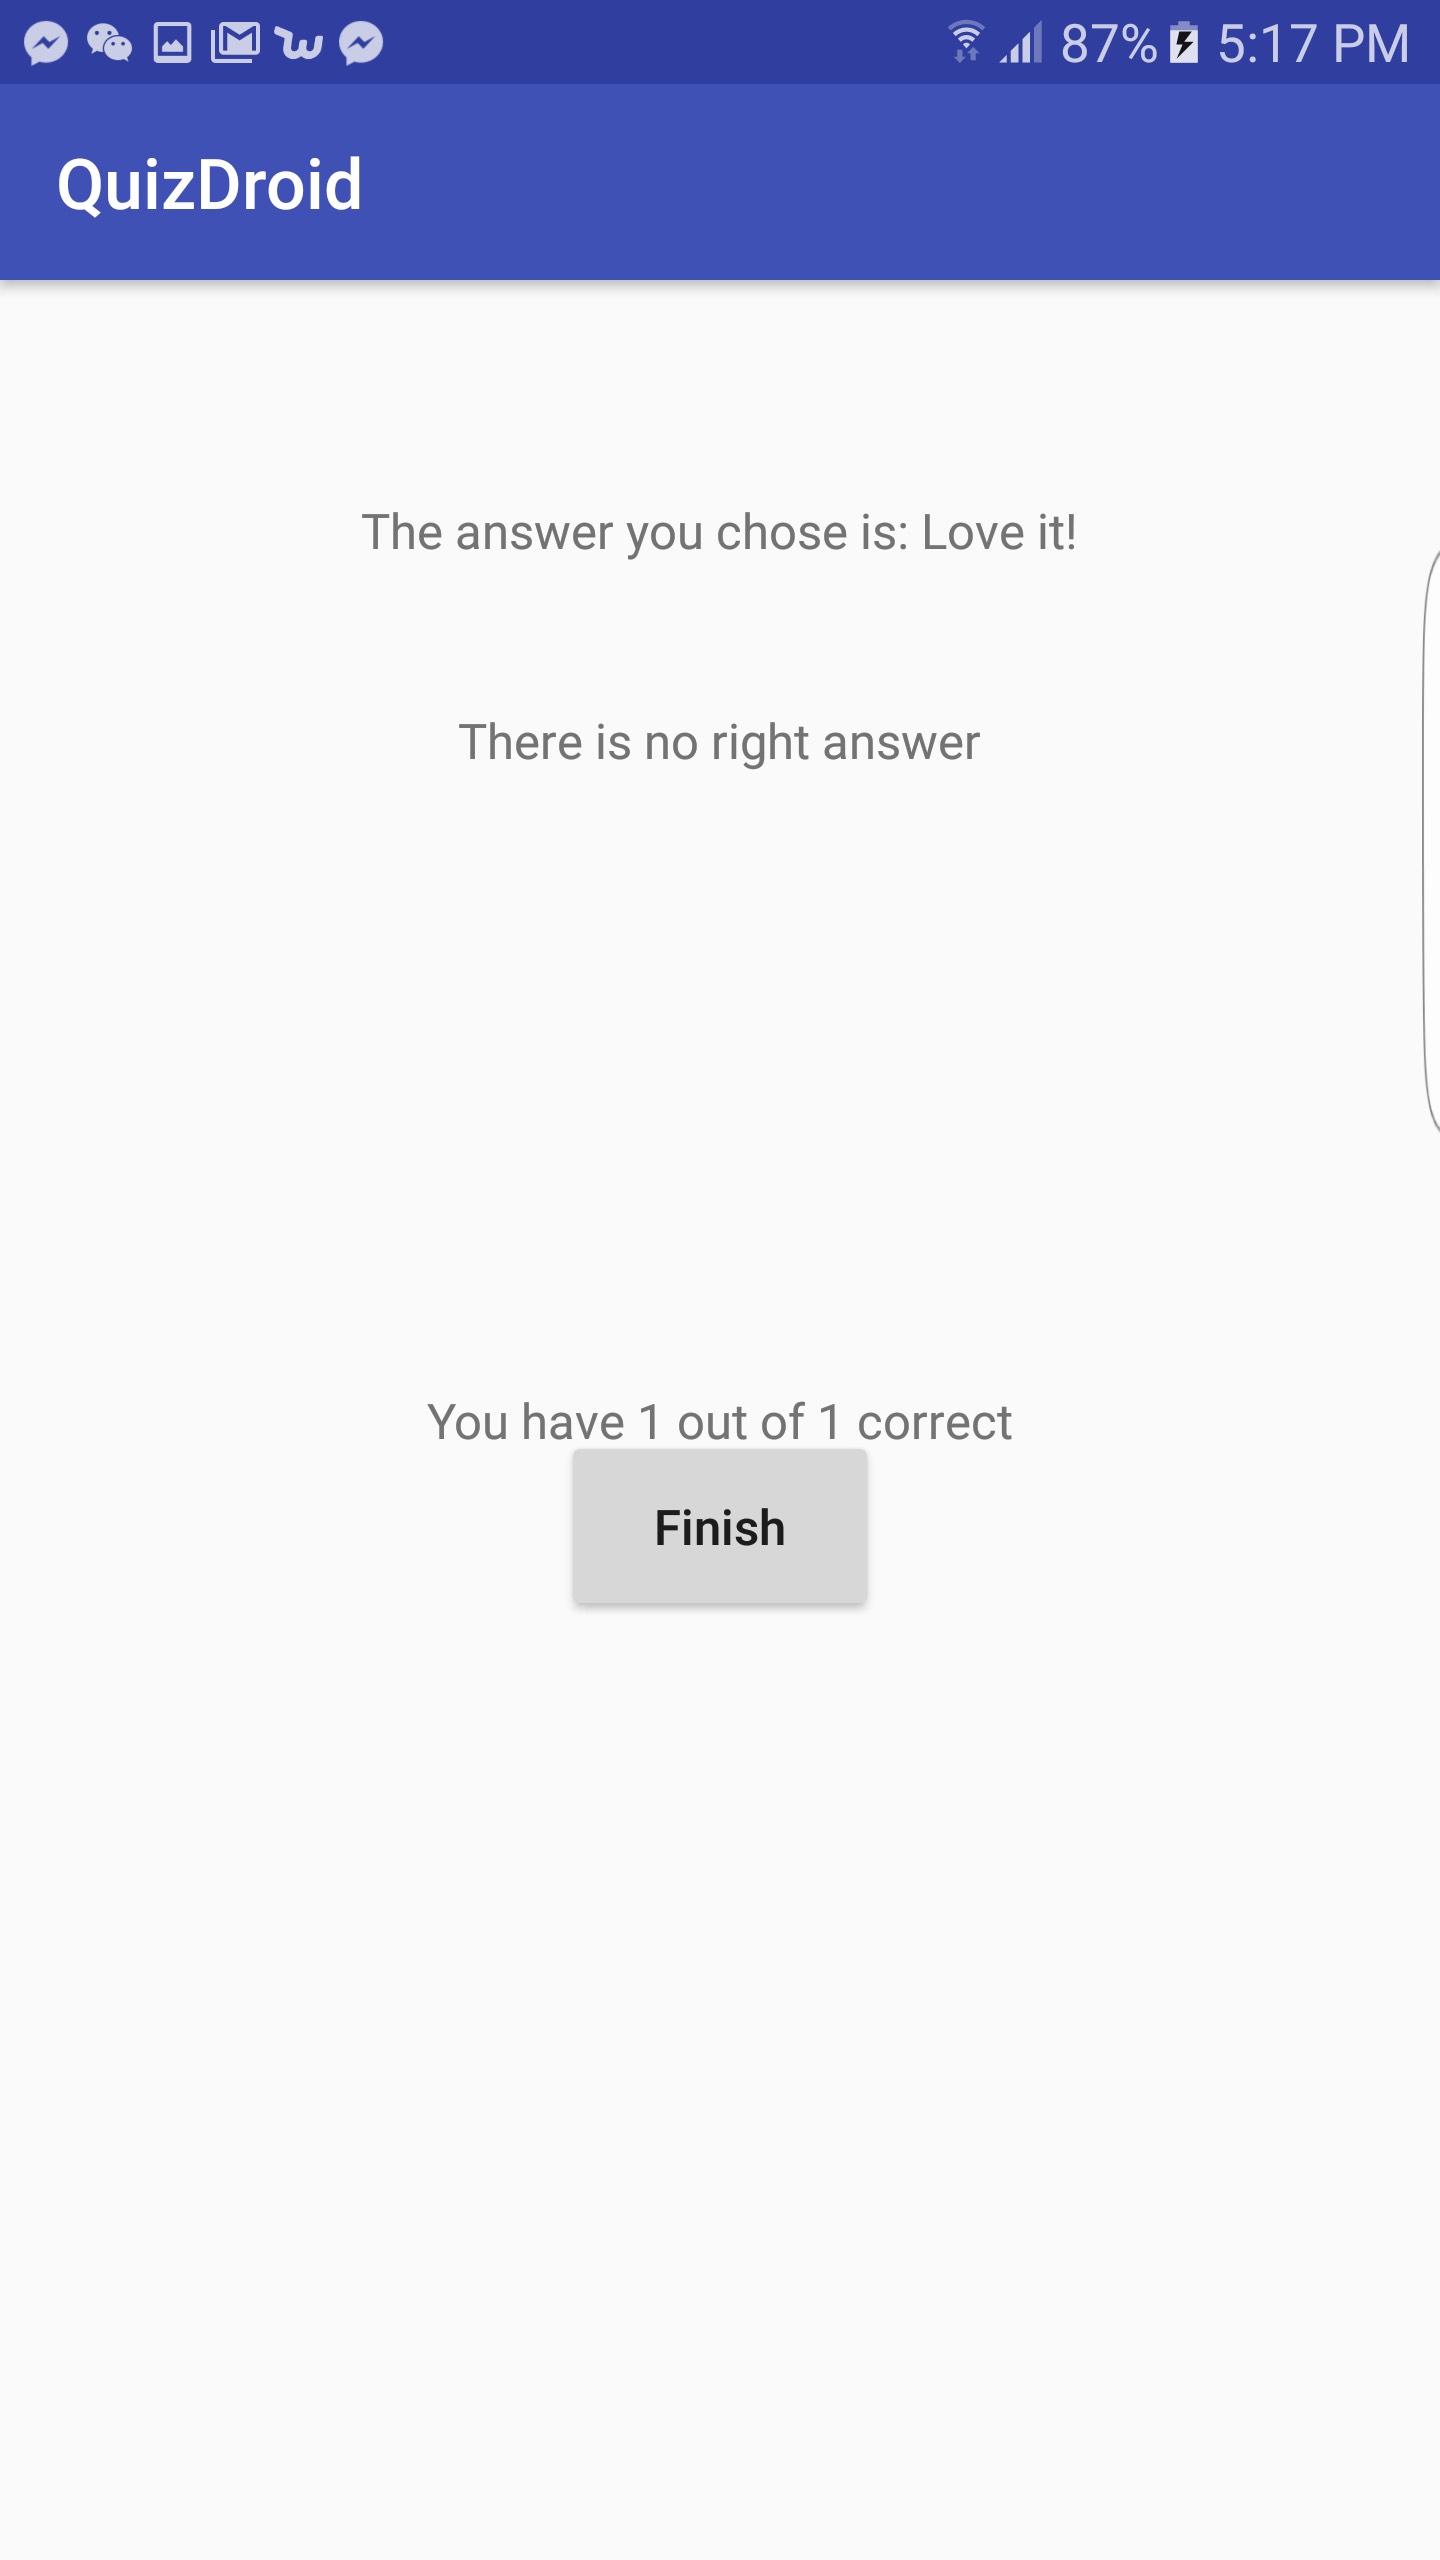 87% 5:17 PM
QuizDroid
The answer you chose is: Love it!
There is no right answer
You have 1 out of 1 correct
Finish